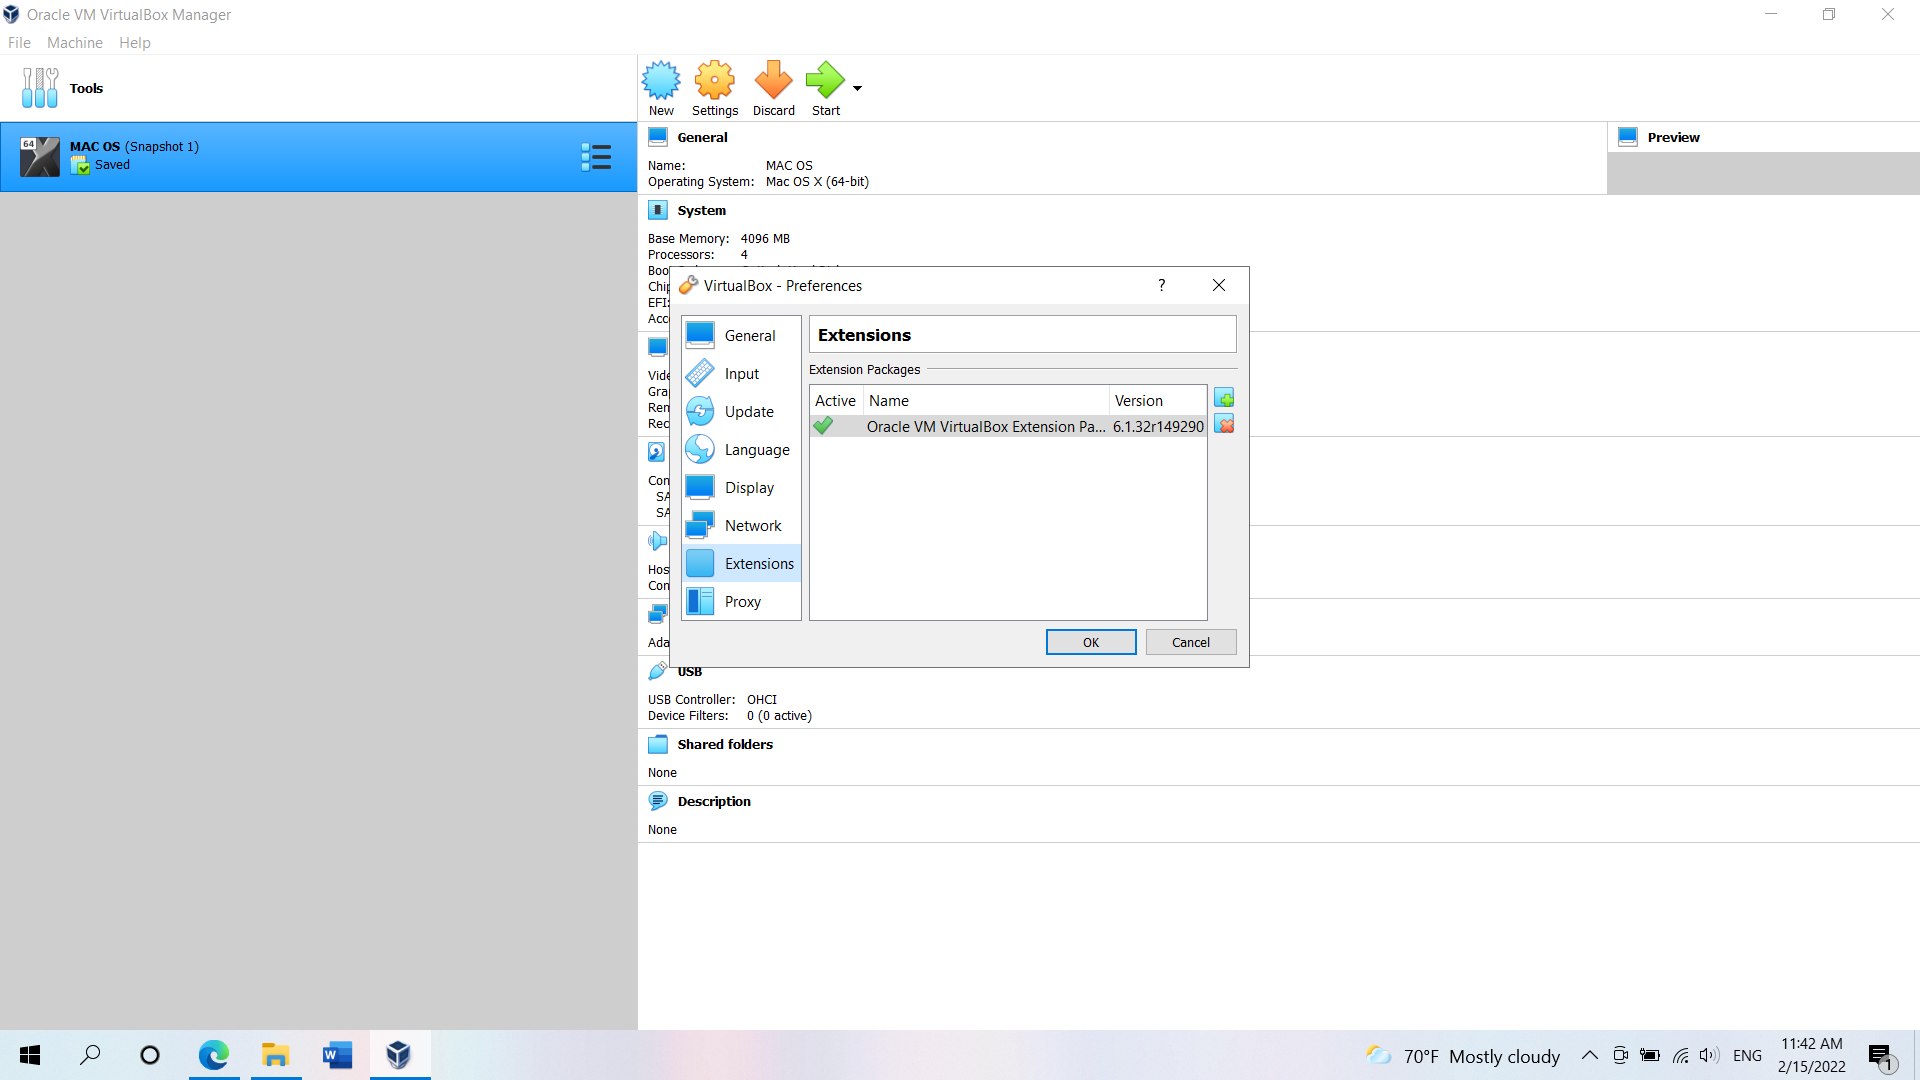 Oracle VM VirtualBox Manager
File Machine Help
Tools
New Settings Discard Start
64
MAC OS (Snapshot 1)
Saved
General
Name: MAC OS
Operating System: Mac OS X (64-bit)
Preview
System
Base Memory: 4096 MB
Processors: 4
Boo
Chip
EFI:
Acce
VirtualBox - Preferences
?
General
Input
Update
Language
Display
Network
Extensions
Proxy
Extensions
Extension Packages
Active Name Version
Oracle VM VirtualBox Extension Pa... 6.1.32r149290
OK Cancel
Vide
Grap
Ren
Rec
Con
SA
SA
Hos
Con
Ada
USB
USB Controller: OHCI
Device Filters: 0 (0 active)
Shared folders
None
Description
None
70°F Mostly cloudy
ENG
11:42 AM
2/15/2022
1